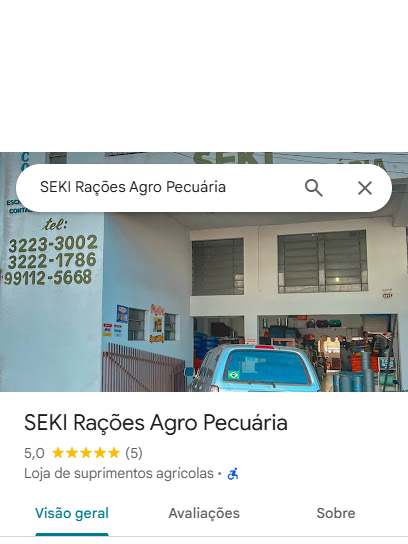 SEKI
SEKI Rações Agro Pecuária
tel:
3223-3002
3222-1786
99112-5668
SEKI Rações Agro Pecuária
5,0 ★★★★★ (5)
Loja de suprimentos agrícolas ·
Visão geral Avaliações Sobre